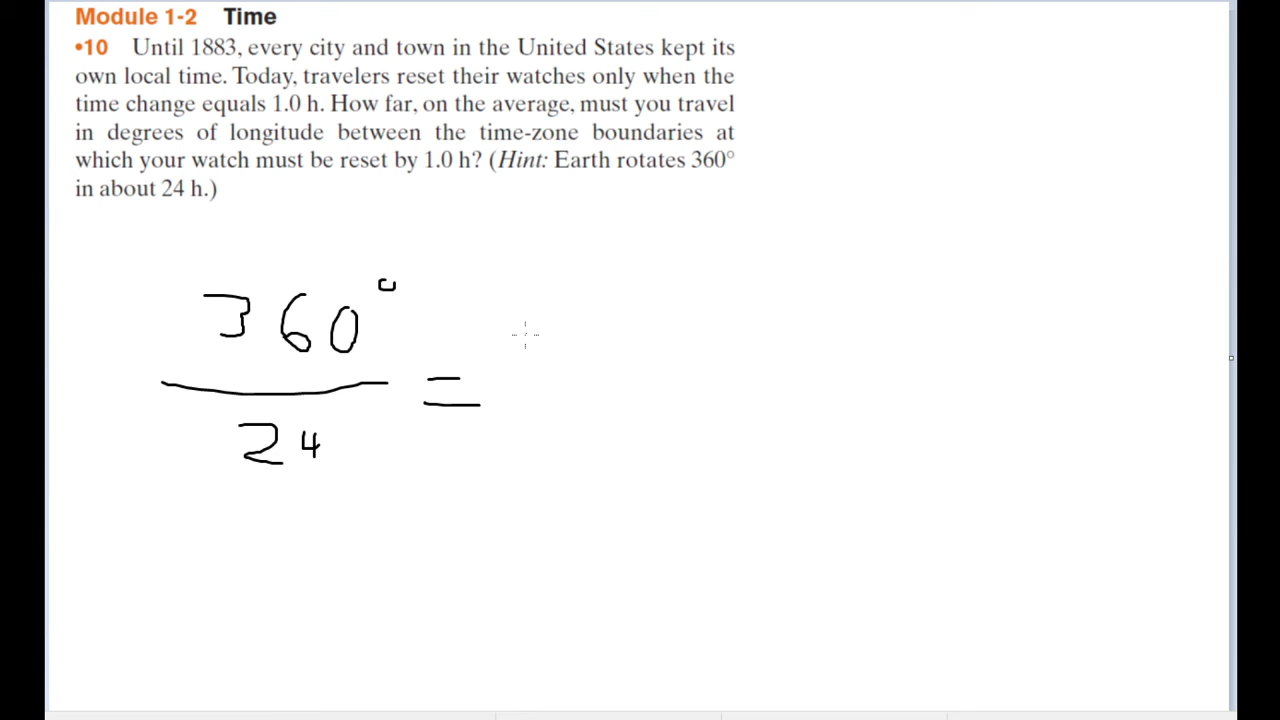 Module 1-2 Time
•10 Until 1883, every city and town in the United States kept its
own local time. Today, travelers reset their watches only when the
time change equals 1.0 h. How far, on the average, must you travel
in degrees of longitude between the time-zone boundaries at
which your watch must be reset by 1.0 h? (Hint: Earth rotates 360°
in about 24 h.)
360°
=
24